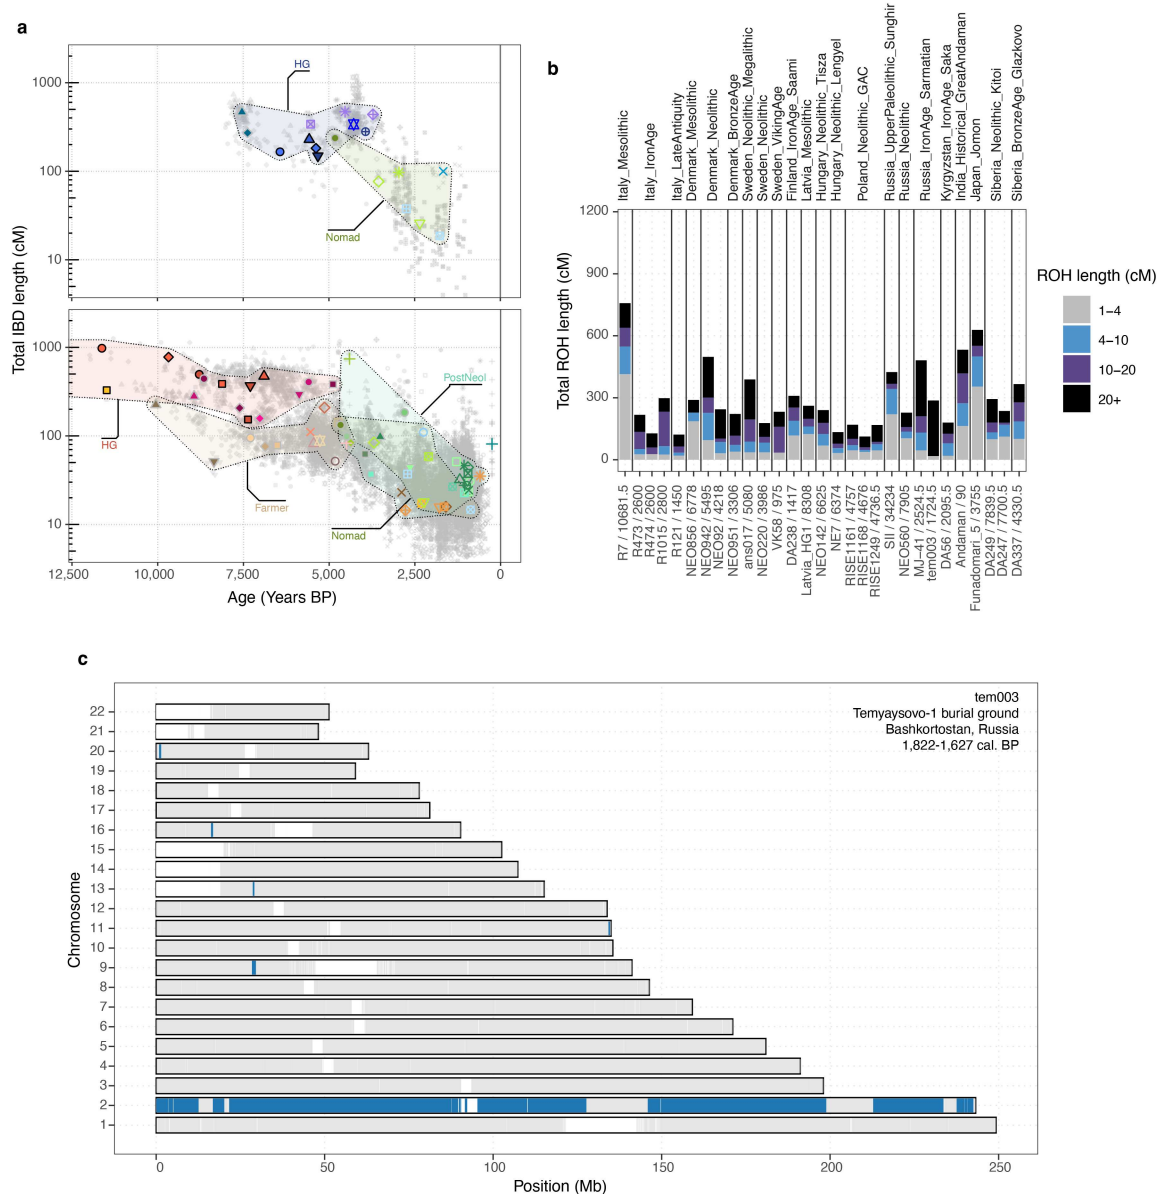 a
Total IBD length (cM)
1000
100
10
HG
Nomad
1000
100
10
HG
Farmer
Nomad
PostNeol
12,500
10,000
7,500
5,000
2,500
0
Age (Years BP)
b
Italy_Mesolithic
Italy_IronAge
Italy_LateAntiquity
Denmark_Mesolithic
Denmark_Neolithic
Denmark_BronzeAge
Sweden_Neolithic_Megalithic
Sweden_Neolithic
Sweden_VikingAge
Finland_IronAge_Saami
Latvia_Mesolithic
Hungary_Neolithic_Tisza
Hungary_Neolithic_Lengyel
Poland_Neolithic_GAC
Russia_UpperPaleolithic_Sunghir
Russia_Neolithic
Russia_IronAge_Sarmatian
Kyrgyzstan_IronAge_Saka
India_Historical_GreatAndaman
Japan_Jomon
Siberia_Neolithic_Kitoi
Siberia_BronzeAge_Glazkovo
Total ROH length (cM)
1200
900
600
300
0
R7 / 10681.5
R473 / 2600
R474 / 2600
R1015 / 2800
R121 / 1450
NEO856 / 6778
NEO942 / 5495
NEO92 / 4218
NEO951 / 3306
ans017 / 5080
NEO220 / 3986
VK58 / 975
DA238 / 1417
Latvia_HG1 / 8308
NEO142 / 6625
NE7 / 6374
RISE1161 / 4757
RISE1168 / 4676
RISE1249 / 4736.5
SII / 34234
NEO560 / 7905
MJ-41 / 2524.5
tem003 / 1724.5
DA56 / 2095.5
Andaman / 90
Funadomari_5 / 3755
DA249 / 7839.5
DA247 / 7700.5
DA337 / 4330.5
ROH length (cM)
1−4
4−10
10−20
20+
c
tem003
Temyaysovo-1 burial ground
Bashkortostan, Russia
1,822-1,627 cal. BP
Chromosome
22
21
20
19
18
17
16
15
14
13
12
11
10
9
8
7
6
5
4
3
2
1
0
50
100
150
200
250
Position (Mb)